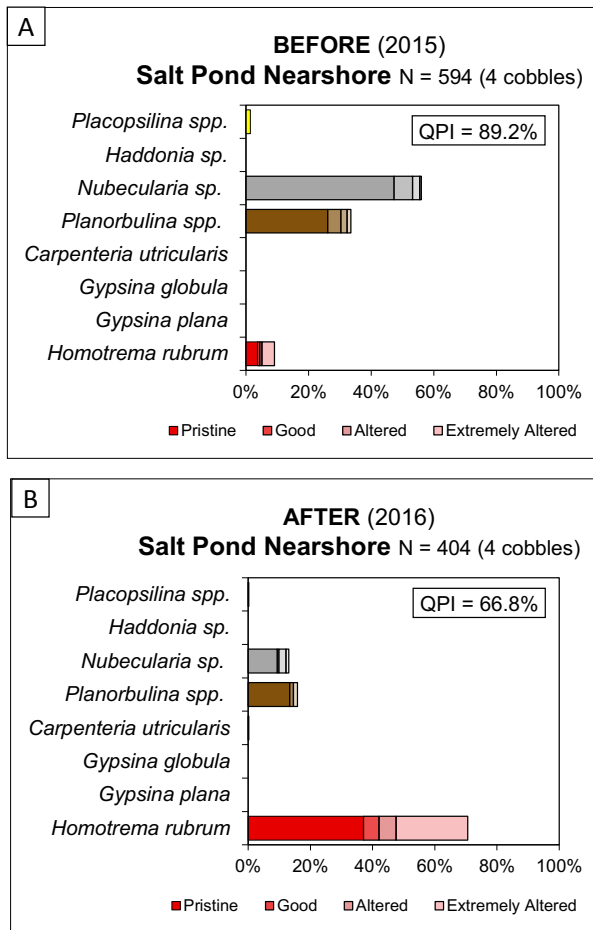 A
BEFORE (2015)
Salt Pond Nearshore N = 594 (4 cobbles)
QPI = 89.2%
Placopsilina spp.
Haddonia sp.
Nubecularia sp.
Planorbulina spp.
Carpenteria utricularis
Gypsina globula
Gypsina plana
Homotrema rubrum
0% 20% 40% 60% 80% 100%
Pristine Good Altered Extremely Altered
B
AFTER (2016)
Salt Pond Nearshore N = 404 (4 cobbles)
QPI = 66.8%
Placopsilina spp.
Haddonia sp.
Nubecularia sp.
Planorbulina spp.
Carpenteria utricularis
Gypsina globula
Gypsina plana
Homotrema rubrum
0% 20% 40% 60% 80% 100%
Pristine Good Altered Extremely Altered